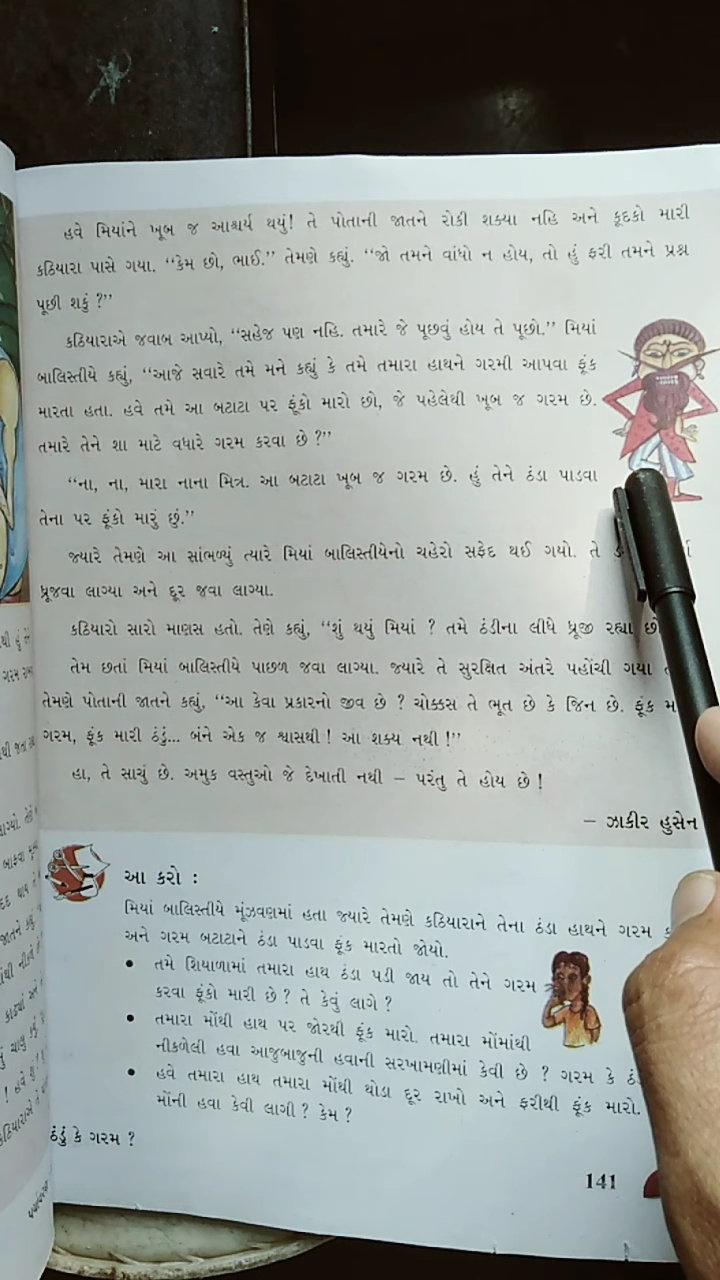 હવે મિયાંને ખૂબ જ આશ્ચર્ય થયું! તે પોતાની જાતને રોકી શક્યા નહિ અને કૂદકો મારી
કઠિયારા પાસે ગયા. “કેમ છો, ભાઈ.” તેમણે કહ્યું. “જો તમને વાંધો ન હોય, તો હું ફરી તમને પ્રશ્ન
પૂછી શકું ?”
કઠિયારાએ જવાબ આપ્યો, “સહેજ પણ નહિ. તમારે જે પૂછવું હોય તે પૂછો.” મિયાં
બાલિસ્તીયે કહ્યું, “આજે સવારે તમે મને કહ્યું કે તમે તમારા હાથને ગરમી આપવા ફૂંક
મારતા હતા. હવે તમે આ બટાટા પર ફૂંકો મારો છો, જે પહેલેથી ખૂબ જ ગરમ છે.
તમારે તેને શા માટે વધારે ગરમ કરવા છે ?”
“ના, ના, મારા નાના મિત્ર. આ બટાટા ખૂબ જ ગરમ છે. હું તેને ઠંડા પાડવા
તેના પર ફૂંકો મારું છું.”
જ્યારે તેમણે આ સાંભળ્યું ત્યારે મિયાં બાલિસ્તીયેનો ચહેરો સફેદ થઈ ગયો. તે
ધ્રૂજવા લાગ્યા અને દૂર જવા લાગ્યા.
કઠિયારો સારો માણસ હતો. તેણે કહ્યું, “શું થયું મિયાં ? તમે ઠંડીના લીધે ધ્રૂજી રહ્યા છો
તેમ છતાં મિયાં બાલિસ્તીયે પાછળ જવા લાગ્યા. જ્યારે તે સુરક્ષિત અંતરે પહોંચી ગયા
તેમણે પોતાની જાતને કહ્યું, “આ કેવા પ્રકારનો જીવ છે ? ચોક્કસ તે ભૂત છે કે જિન છે. ફૂંક
ગરમ, ફૂંક મારી ઠંડું... બંને એક જ શ્વાસથી ! આ શક્ય નથી !”
હા, તે સાચું છે. અમુક વસ્તુઓ જે દેખાતી નથી – પરંતુ તે હોય છે !
– ઝાકીર હુસેન
આ કરો :
મિયાં બાલિસ્તીયે મૂંઝવણમાં હતા જ્યારે તેમણે કઠિયારાને તેના ઠંડા હાથને ગરમ
અને ગરમ બટાટાને ઠંડા પાડવા ફૂંક મારતો જોયો.
• તમે શિયાળામાં તમારા હાથ ઠંડા પડી જાય તો તેને ગરમ
કરવા ફૂંકો મારી છે ? તે કેવું લાગે ?
• તમારા મોંથી હાથ પર જોરથી ફૂંક મારો. તમારા મોંમાંથી
નીકળેલી હવા આજુબાજુની હવાની સરખામણીમાં કેવી છે ? ગરમ કે
• હવે તમારા હાથ તમારા મોંથી થોડા દૂર રાખો અને ફરીથી ફૂંક મારો.
મોંની હવા કેવી લાગી ? કેમ ?
ઠંડું કે ગરમ ?
141